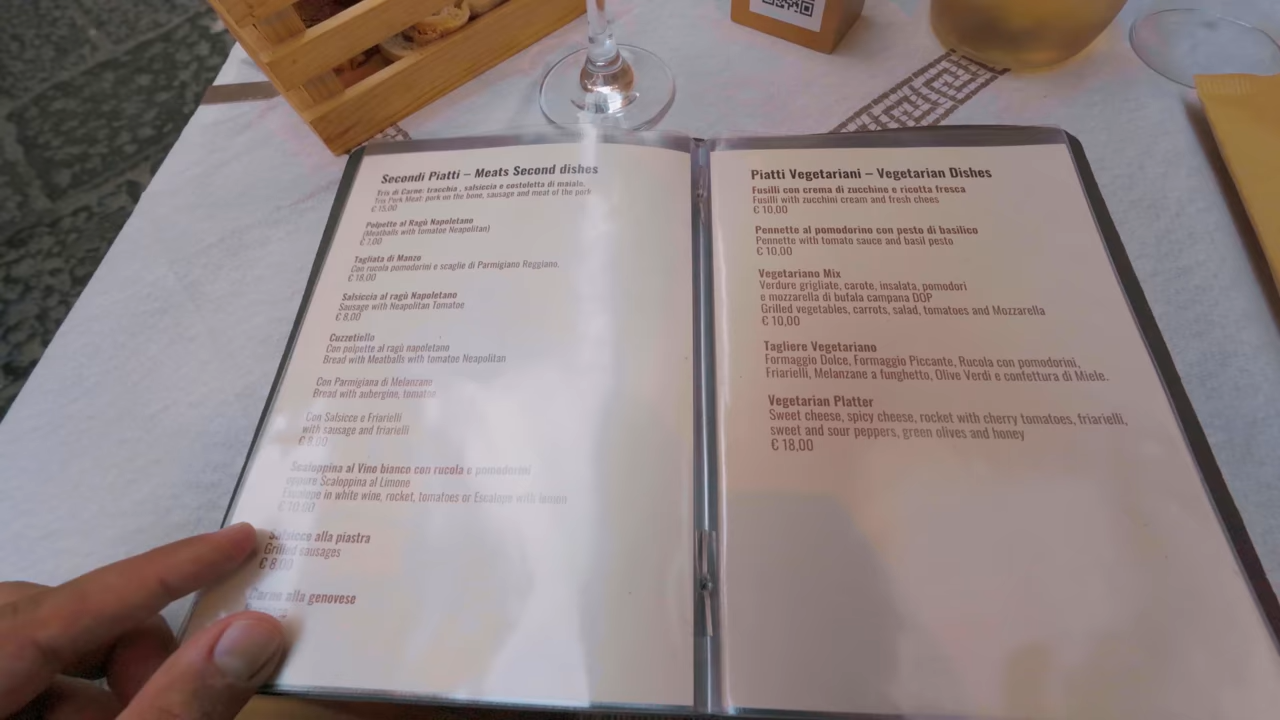 Secondi Piatti – Meats Second dishes
Tris di Carne: tracchia , salsiccia e costoletta di maiale.
Tris Pork Meat: pork on the bone, sausage and meat of the pork
€ 15,00
Polpette al Ragù Napoletano
(Meatballs with tomatoe Neapolitan)
€ 7,00
Tagliata di Manzo
Con rucola pomodorini e scaglie di Parmigiano Reggiano.
€ 18,00
Salsiccia al ragù Napoletano
Sausage with Neapolitan Tomatoe
€ 8,00
Cuzzetiello
Con polpette al ragù napoletano
Bread with Meatballs with tomatoe Neapolitan
Con Parmigiana di Melanzane
Bread with aubergine, tomatoe
Con Salsicce e Friarielli
with sausage and friarielli
€ 8,00
Scaloppina al Vino bianco con rucola e pomodorini
oppure Scaloppina al Limone
Escalope in white wine, rocket, tomatoes or Escalope with lemon
€ 10,00
Salsicce alla piastra
Grilled sausages
€ 8,00
Carne alla genovese
Piatti Vegetariani – Vegetarian Dishes
Fusilli con crema di zucchine e ricotta fresca
Fusilli with zucchini cream and fresh chees
€ 10,00
Pennette al pomodorino con pesto di basilico
Pennette with tomato sauce and basil pesto
€ 10,00
Vegetariano Mix
Verdure grigliate, carote, insalata, pomodori
e mozzarella di bufala campana DOP
Grilled vegetables, carrots, salad, tomatoes and Mozzarella
€ 10,00
Tagliere Vegetariano
Formaggio Dolce, Formaggio Piccante, Rucola con pomodorini,
Friarielli, Melanzane a funghetto, Olive Verdi e confettura di Miele.
Vegetarian Platter
Sweet cheese, spicy cheese, rocket with cherry tomatoes, friarielli,
sweet and sour peppers, green olives and honey
€ 18,00